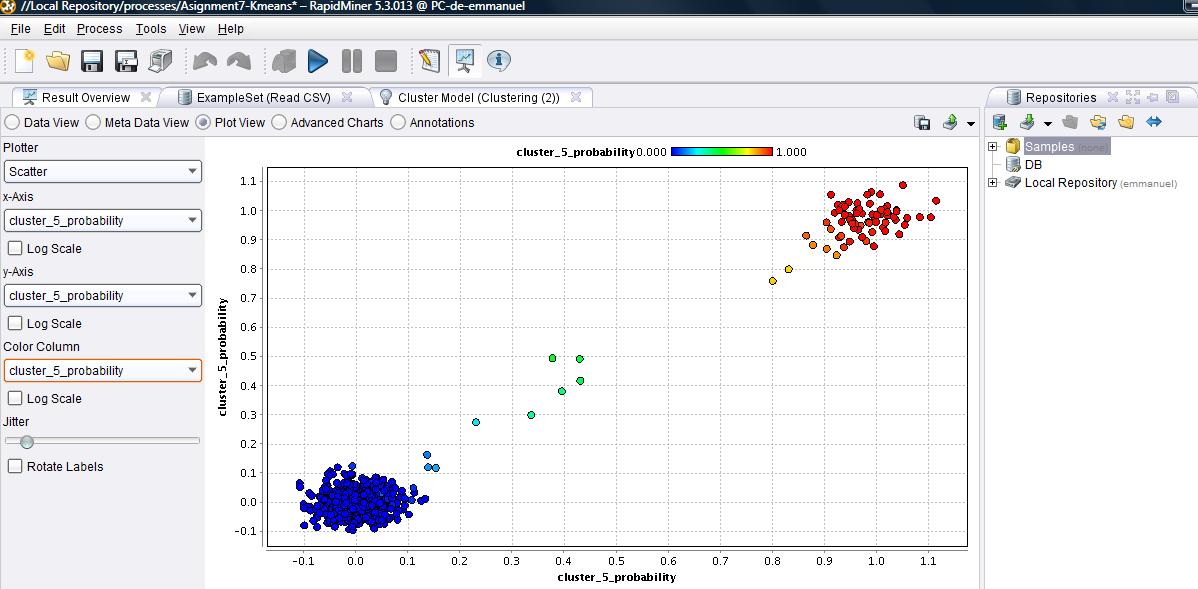 //Local Repository/processes/Asignment7-Kmeans* – RapidMiner 5.3.013 @ PC-de-emmanuel
File Edit Process Tools View Help
Result Overview ExampleSet (Read CSV) Cluster Model (Clustering (2))
Data View Meta Data View Plot View Advanced Charts Annotations
Plotter
Scatter
x-Axis
cluster_5_probability
Log Scale
y-Axis
cluster_5_probability
Log Scale
Color Column
cluster_5_probability
Log Scale
Jitter
Rotate Labels
cluster_5_probability 0.000 1.000
cluster_5_probability
1.1
1.0
0.9
0.8
0.7
0.6
0.5
0.4
0.3
0.2
0.1
0.0
-0.1
-0.1 0.0 0.1 0.2 0.3 0.4 0.5 0.6 0.7 0.8 0.9 1.0 1.1
cluster_5_probability
Repositories
Samples (none)
DB
Local Repository (emmanuel)